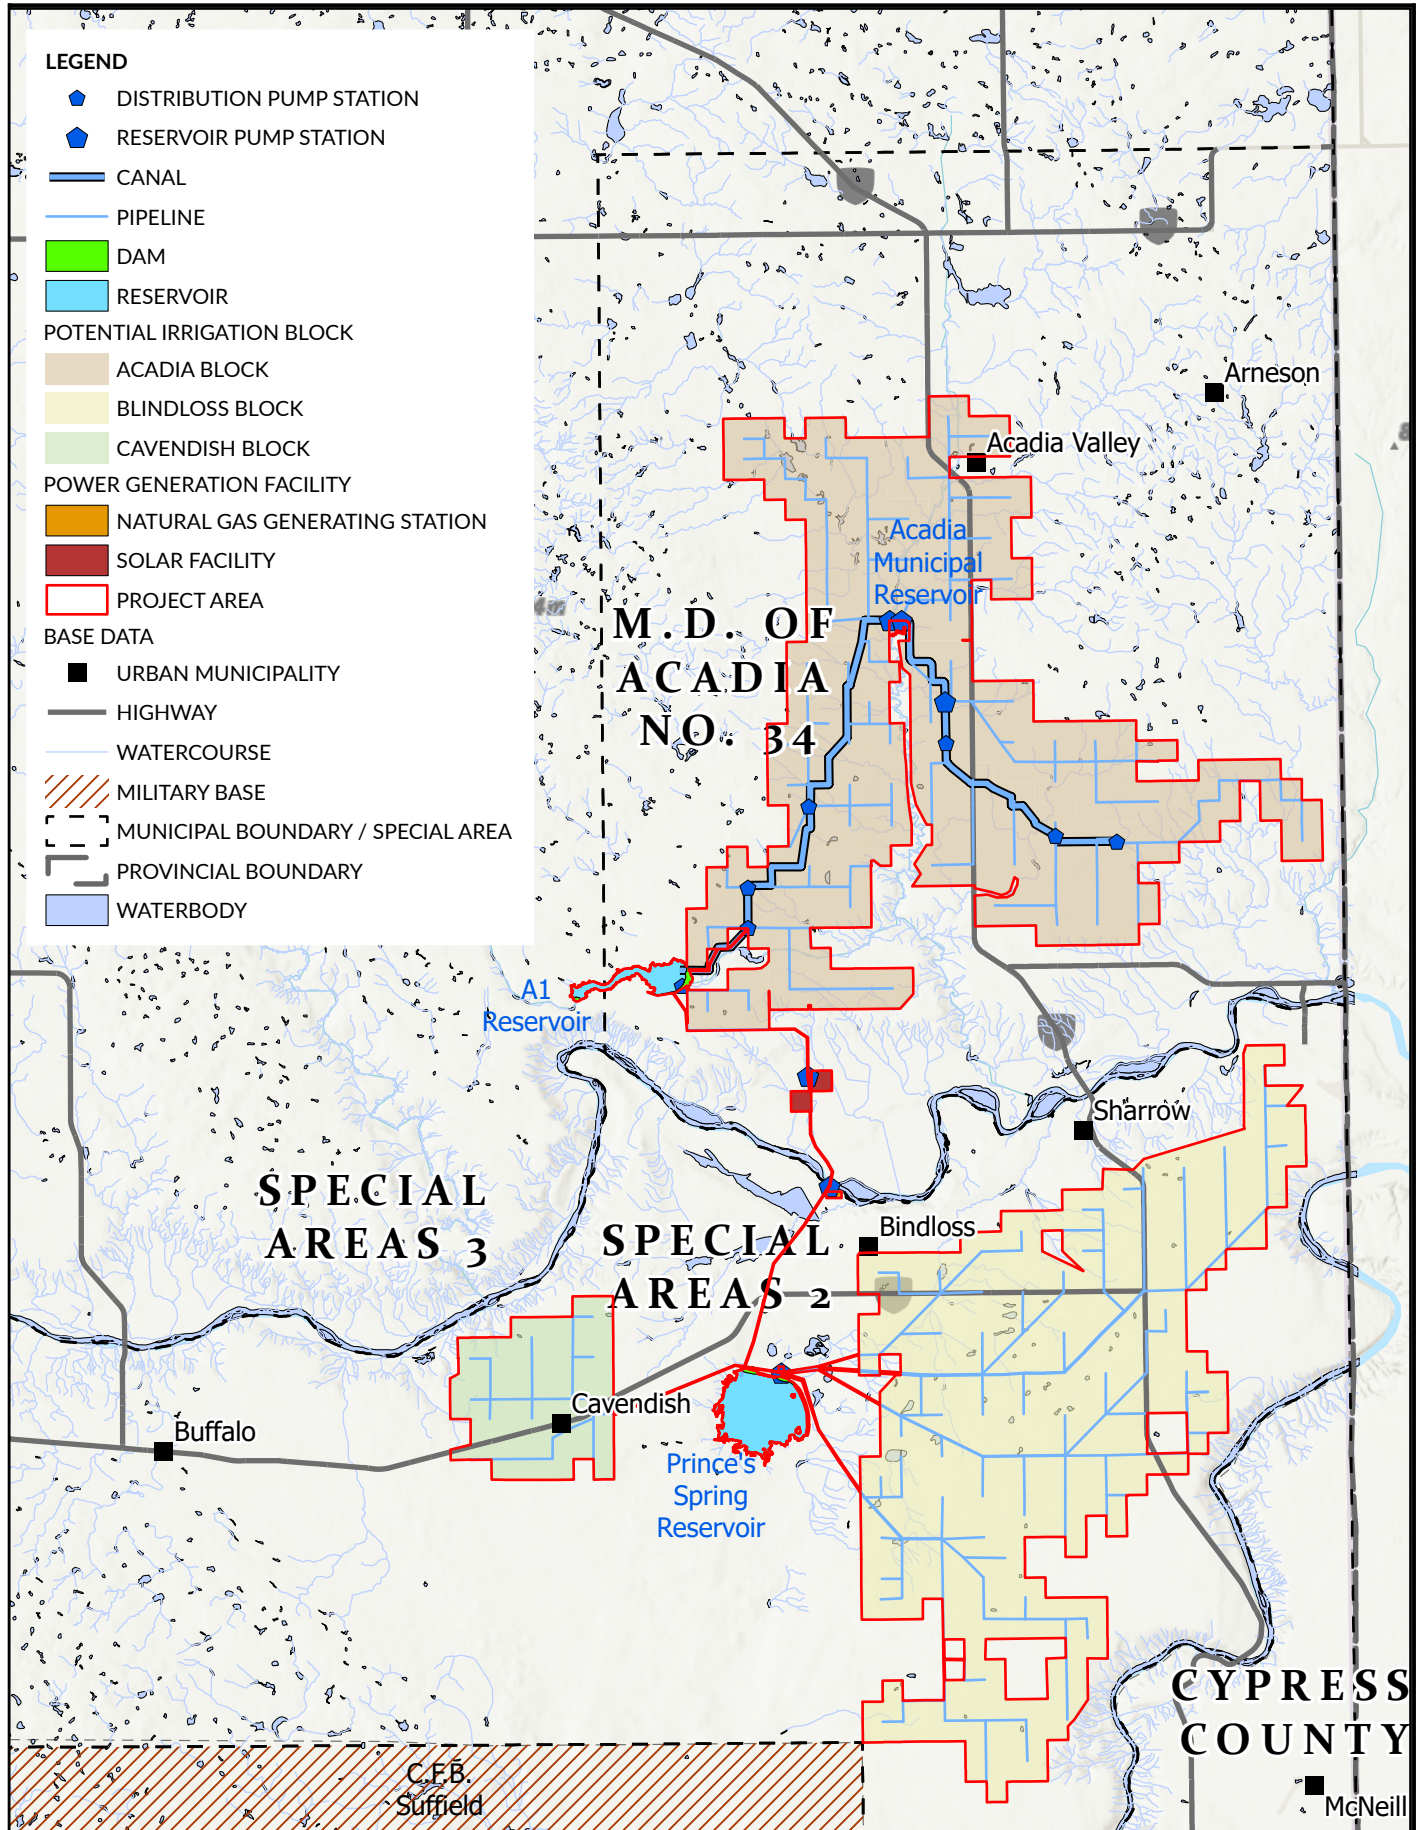 LEGEND
DISTRIBUTION PUMP STATION
RESERVOIR PUMP STATION
CANAL
PIPELINE
DAM
RESERVOIR
POTENTIAL IRRIGATION BLOCK
ACADIA BLOCK
BLINDLOSS BLOCK
CAVENDISH BLOCK
POWER GENERATION FACILITY
NATURAL GAS GENERATING STATION
SOLAR FACILITY
PROJECT AREA
BASE DATA
URBAN MUNICIPALITY
HIGHWAY
WATERCOURSE
MILITARY BASE
MUNICIPAL BOUNDARY / SPECIAL AREA
PROVINCIAL BOUNDARY
WATERBODY
Arneson
Acadia Valley
Acadia
Municipal
Reservoir
M.D. OF
ACADIA
NO. 34
A1
Reservoir
Sharrow
SPECIAL
AREAS 3
SPECIAL
AREAS 2
Bindloss
Cavendish
Buffalo
Prince's
Spring
Reservoir
CYPRESS
COUNTY
C.F.B.
Suffield
McNeill